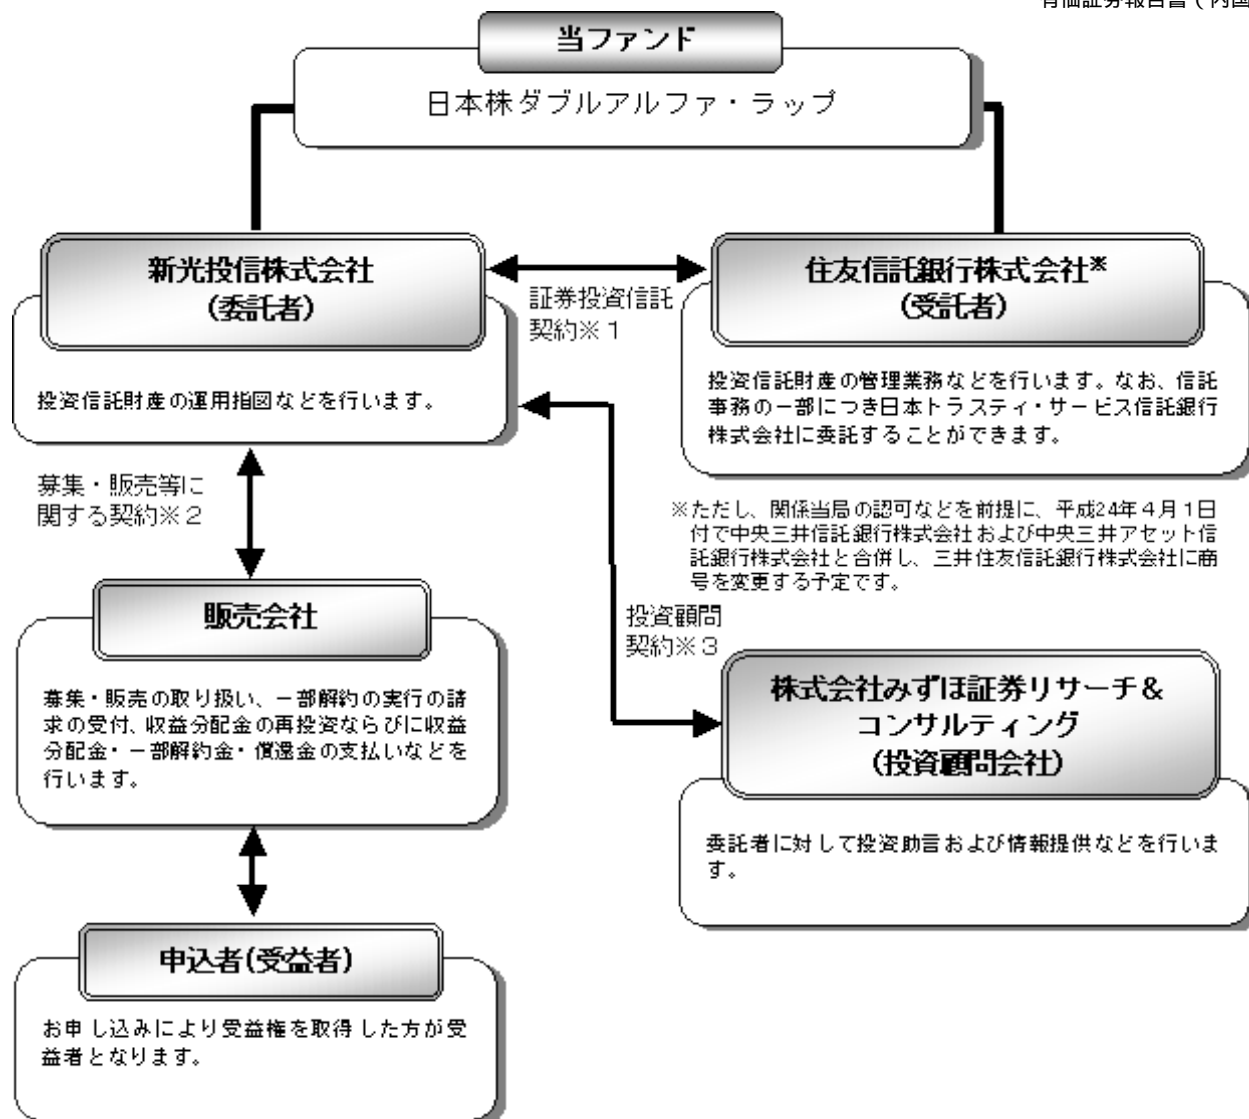 有価証券報告書（内国
当ファンド
日本株ダブルアルファ・ラップ
新光投信株式会社
(委託者)
投資信託財産の運用指図などを行います。
証券投資信託
契約※１
住友信託銀行株式会社※
(受託者)
投資信託財産の管理業務などを行います。なお、信託
事務の一部につき日本トラスティ・サービス信託銀行
株式会社に委託することができます。
※ただし、関係当局の認可などを前提に、平成24年４月１日
付で中央三井信託銀行株式会社および中央三井アセット信
託銀行株式会社と合併し、三井住友信託銀行株式会社に商
号を変更する予定です。
募集・販売等に
関する契約※２
販売会社
募集・販売の取り扱い、一部解約の実行の請
求の受付、収益分配金の再投資ならびに収益
分配金・一部解約金・償還金の支払いなどを
行います。
投資顧問
契約※３
株式会社みずほ証券リサーチ＆
コンサルティング
(投資顧問会社)
委託者に対して投資助言および情報提供などを行いま
す。
申込者(受益者)
お申し込みにより受益権を取得した方が受
益者となります。